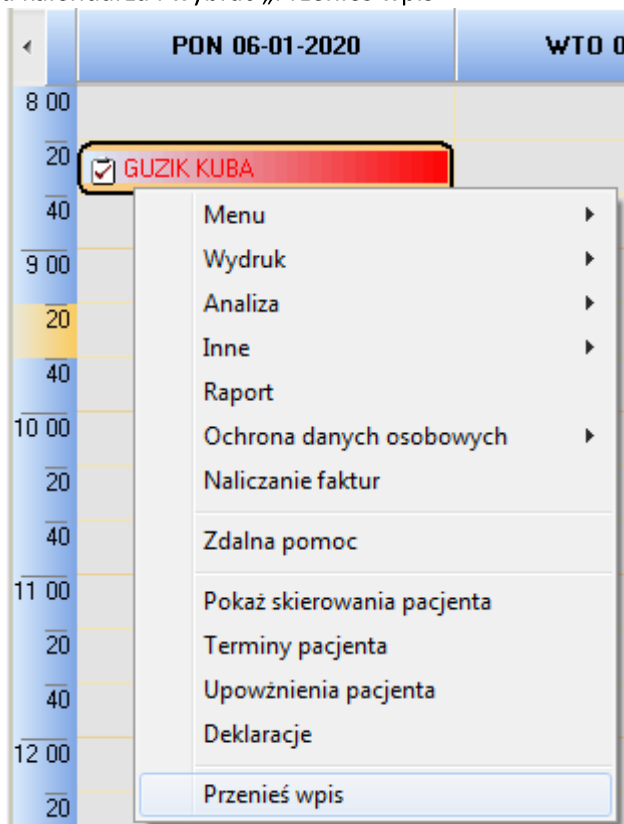 PON 06-01-2020
WTO 0
8 00
20
GUZIK KUBA
40
Menu
9 00
Wydruk
20
Analiza
Inne
40
Raport
10 00
Ochrona danych osobowych
20
Naliczanie faktur
40
Zdalna pomoc
11 00
Pokaż skierowania pacjenta
20
Terminy pacjenta
40
Upoważnienia pacjenta
Deklaracje
12 00
Przenieś wpis
20